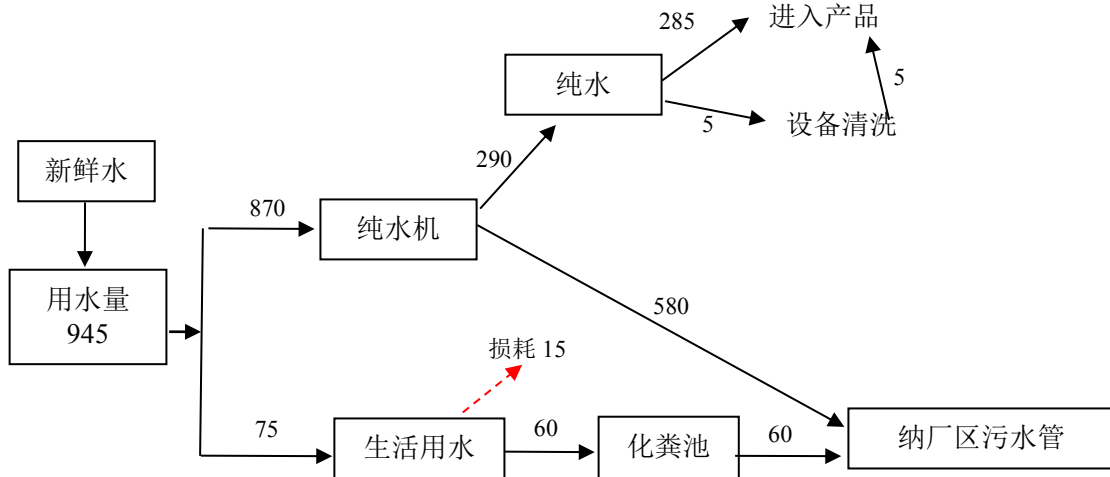 285
进入产品
纯水
5
5
设备清洗
290
新鲜水
870
纯水机
用水量
945
580
损耗 15
75
生活用水
60
化粪池
60
纳厂区污水管